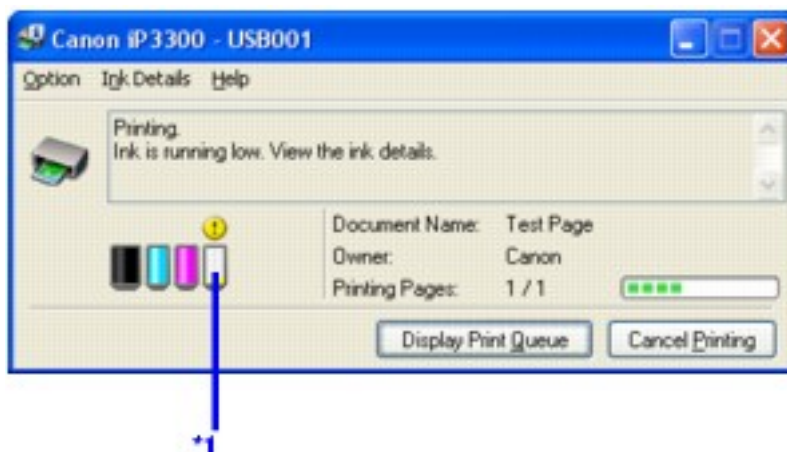 Canon iP3300 - USB001
Option Ink Details Help
Printing.
Ink is running low. View the ink details.
Document Name: Test Page
Owner: Canon
Printing Pages: 1 / 1
Display Print Queue Cancel Printing
*1